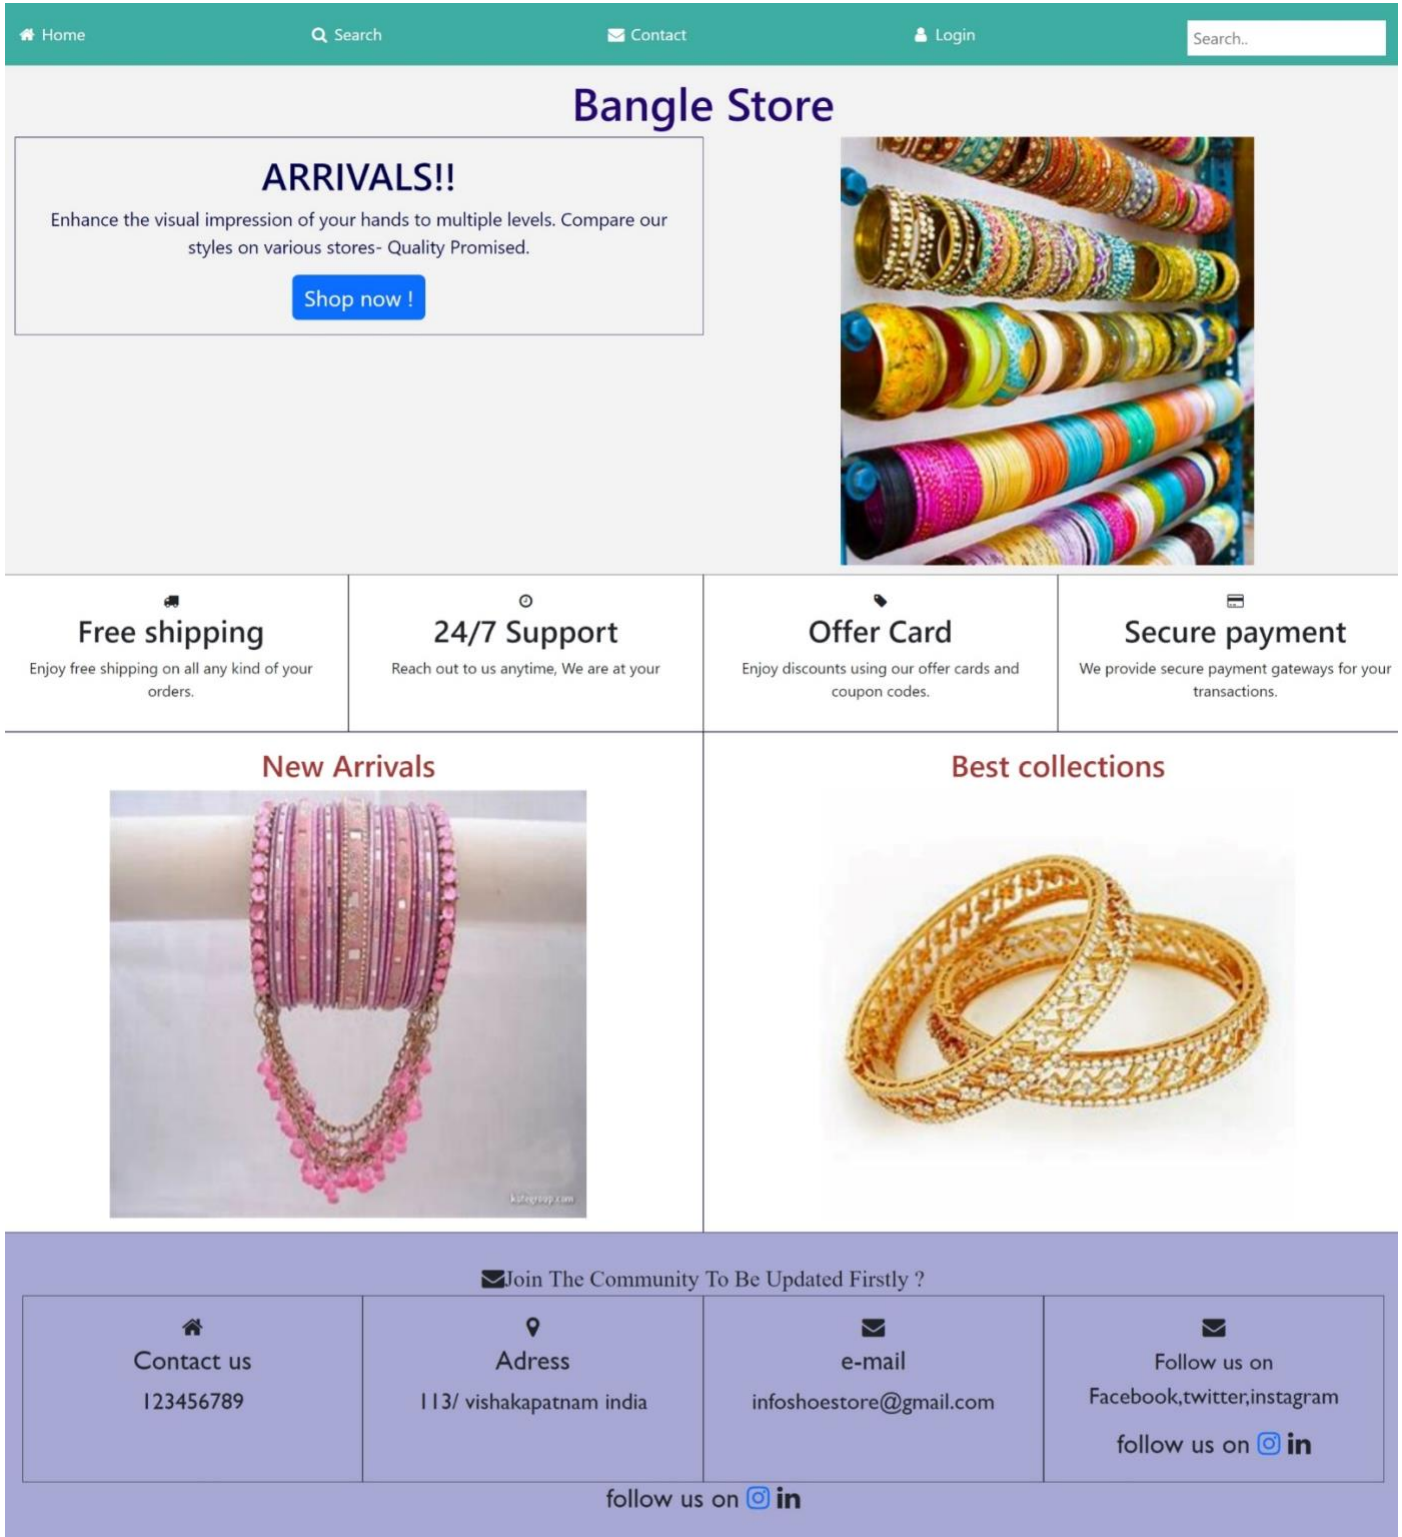 Home
Search
Contact
Login
Search..
Bangle Store
ARRIVALS!!
Enhance the visual impression of your hands to multiple levels. Compare our
styles on various stores- Quality Promised.
Shop now !
Free shipping
Enjoy free shipping on all any kind of your
orders.
24/7 Support
Reach out to us anytime, We are at your
Offer Card
Enjoy discounts using our offer cards and
coupon codes.
Secure payment
We provide secure payment gateways for your
transactions.
New Arrivals
kutegroup.com
Best collections
Join The Community To Be Updated Firstly ?
Contact us
123456789
Adress
113/ vishakapatnam india
e-mail
infoshoestore@gmail.com
Follow us on
Facebook,twitter,instagram
follow us on in
follow us on in